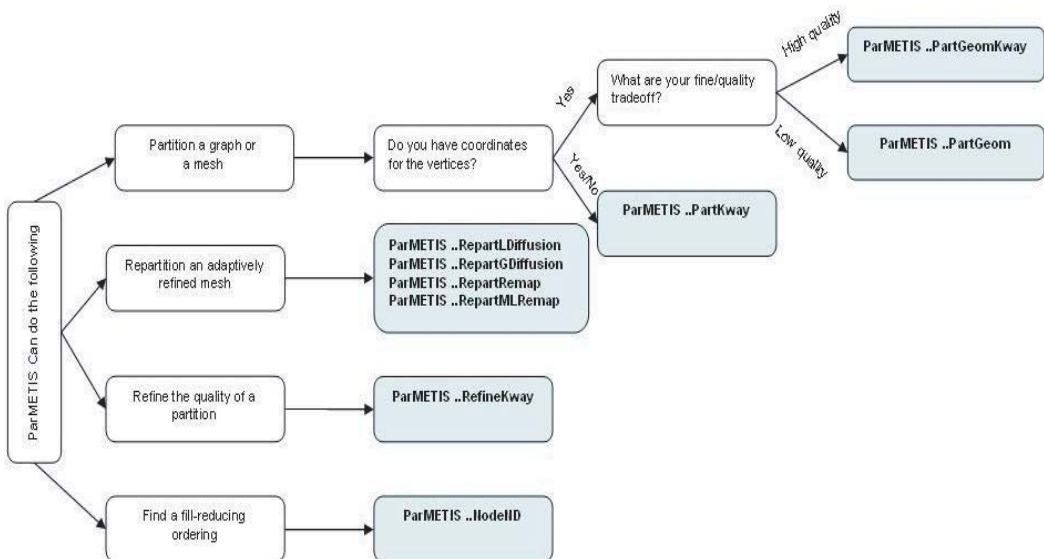 ParMETIS Can do the following
Partition a graph or
a mesh
Do you have coordinates
for the vertices?
Yes
What are your fine/quality
tradeoff?
High quality
ParMETIS ..PartGeomKway
Low quality
ParMETIS ..PartGeom
Yes/No
ParMETIS ..PartKway
Repartition an adaptively
refined mesh
ParMETIS ..RepartLDiffusion
ParMETIS ..RepartGDiffusion
ParMETIS ..RepartRemap
ParMETIS ..RepartMLRemap
Refine the quality of a
partition
ParMETIS ..RefineKway
Find a fill-reducing
ordering
ParMETIS ..NodeND